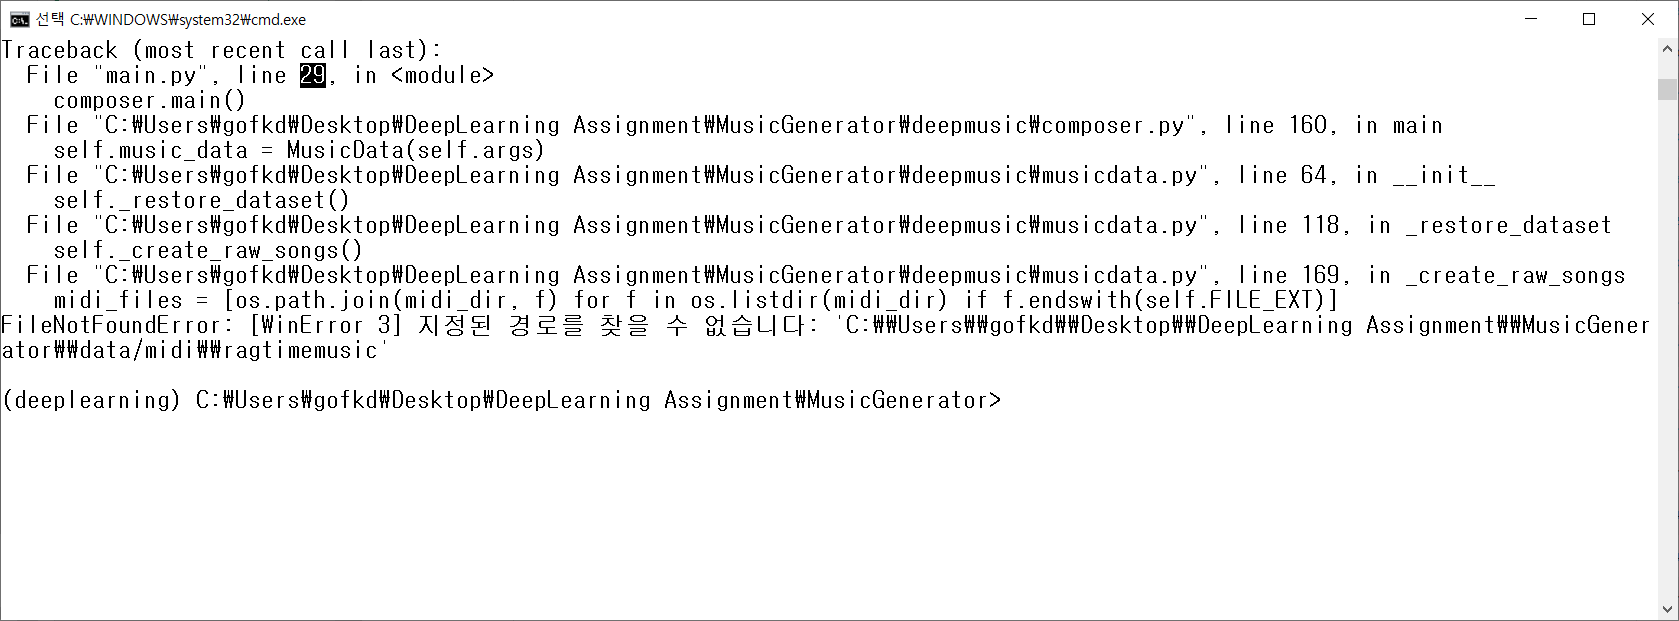 선택 C:₩WINDOWS₩system32₩cmd.exe
Traceback (most recent call last):
  File "main.py", line 29, in <module>
    composer.main()
  File "C:₩Users₩gofkd₩Desktop₩DeepLearning Assignment₩MusicGenerator₩deepmusic₩composer.py", line 160, in main
    self.music_data = MusicData(self.args)
  File "C:₩Users₩gofkd₩Desktop₩DeepLearning Assignment₩MusicGenerator₩deepmusic₩musicdata.py", line 64, in __init__
    self._restore_dataset()
  File "C:₩Users₩gofkd₩Desktop₩DeepLearning Assignment₩MusicGenerator₩deepmusic₩musicdata.py", line 118, in _restore_dataset
    self._create_raw_songs()
  File "C:₩Users₩gofkd₩Desktop₩DeepLearning Assignment₩MusicGenerator₩deepmusic₩musicdata.py", line 169, in _create_raw_songs
    midi_files = [os.path.join(midi_dir, f) for f in os.listdir(midi_dir) if f.endswith(self.FILE_EXT)]
FileNotFoundError: [WinError 3] 지정된 경로를 찾을 수 없습니다: 'C:₩₩Users₩₩gofkd₩₩Desktop₩₩DeepLearning Assignment₩₩MusicGener
ator₩₩data/midi₩₩ragtimemusic'
(deeplearning) C:₩Users₩gofkd₩Desktop₩DeepLearning Assignment₩MusicGenerator>